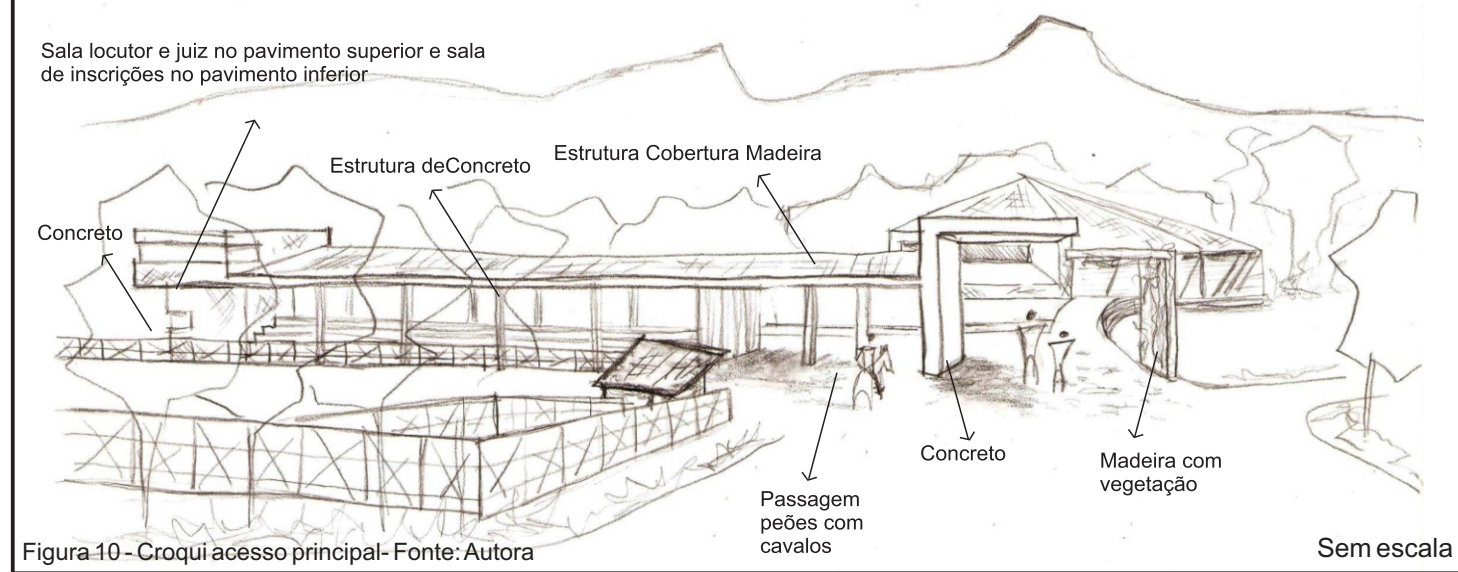 Sala locutor e juiz no pavimento superior e sala
de inscrições no pavimento inferior
Estrutura deConcreto
Estrutura Cobertura Madeira
Concreto
Concreto
Madeira com
vegetação
Passagem
peões com
cavalos
Figura 10 - Croqui acesso principal- Fonte: Autora
Sem escala